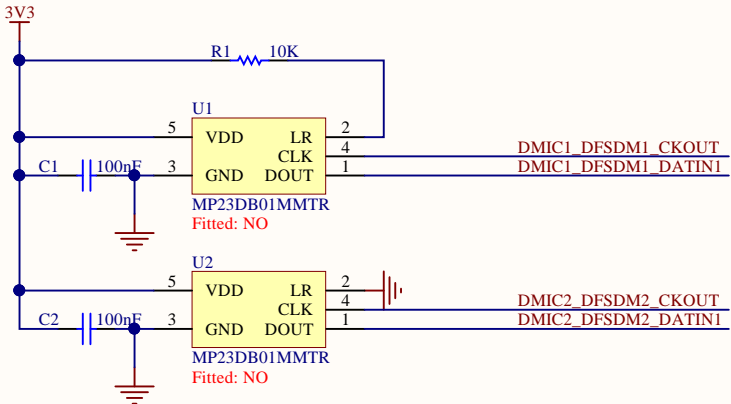 3V3
R1 10K
U1
5 VDD LR 2
CLK 4
DMIC1_DFSDM1_CKOUT
C1 100nF 3 GND DOUT 1
DMIC1_DFSDM1_DATIN1
MP23DB01MMTR
Fitted: NO
U2
5 VDD LR 2
CLK 4
DMIC2_DFSDM2_CKOUT
C2 100nF 3 GND DOUT 1
DMIC2_DFSDM2_DATIN1
MP23DB01MMTR
Fitted: NO